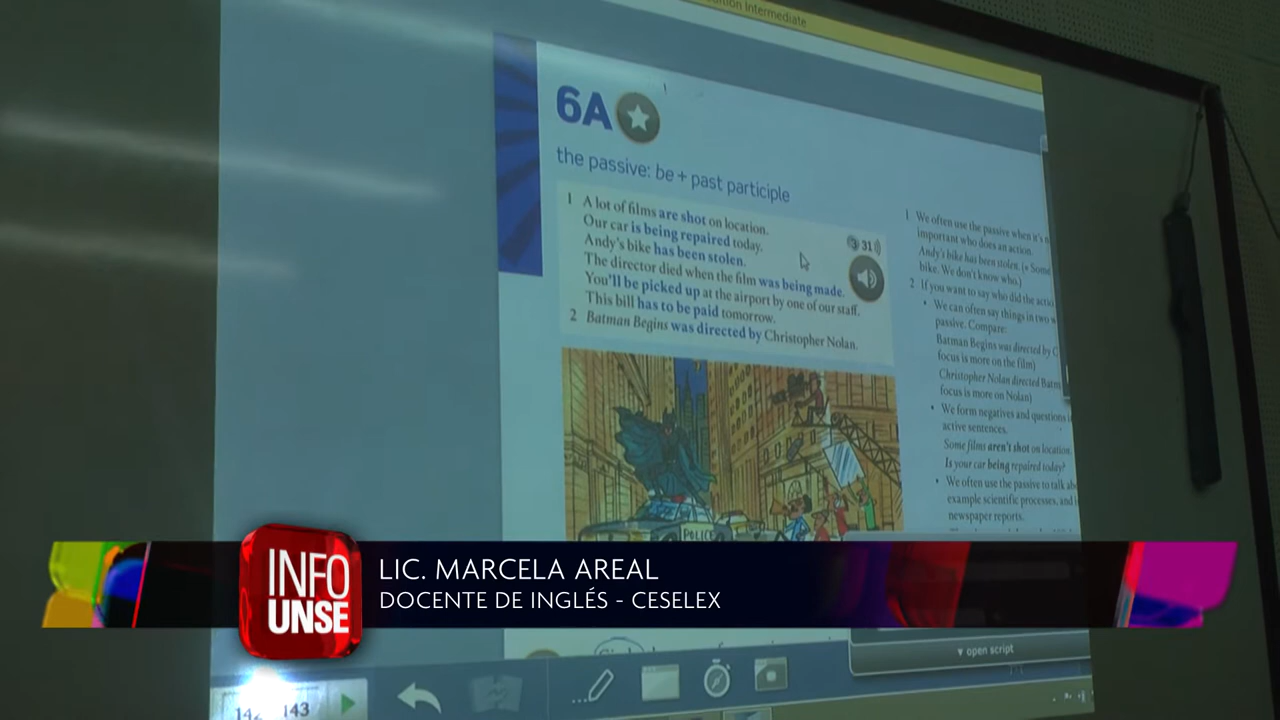 Intermediate
6A
the passive: be + past participle
1 A lot of films are shot on location.
Our car is being repaired today.
Andy's bike has been stolen.
The director died when the film was being made.
You'll be picked up at the airport by one of our staff.
This bill has to be paid tomorrow.
2 Batman Begins was directed by Christopher Nolan.
3 31
POLICE
1 We often use the passive when it's n
important who does an action.
Andy's bike has been stolen. (= Some
bike. We don't know who.)
2 If you want to say who did the actio
• We can often say things in two w
passive. Compare:
Batman Begins was directed by C
focus is more on the film)
Christopher Nolan directed Batm
focus is more on Nolan)
• We form negatives and questions i
active sentences.
Some films aren't shot on location
Is your car being repaired today?
• We often use the passive to talk ab
example scientific processes, and i
newspaper reports.
INFO
UNSE
LIC. MARCELA AREAL
DOCENTE DE INGLÉS - CESELEX
▾ open script
142 143